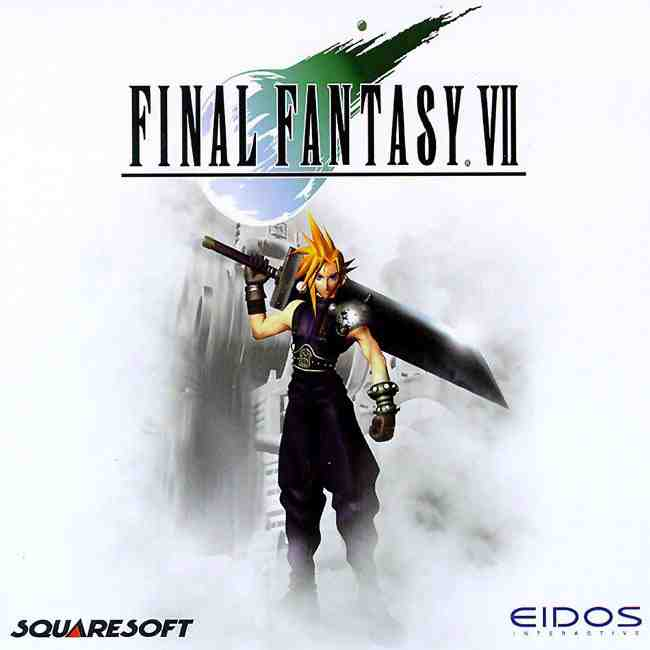 FINAL FANTASY® VII
SQUARESOFT
EIDOS
INTERACTIVE